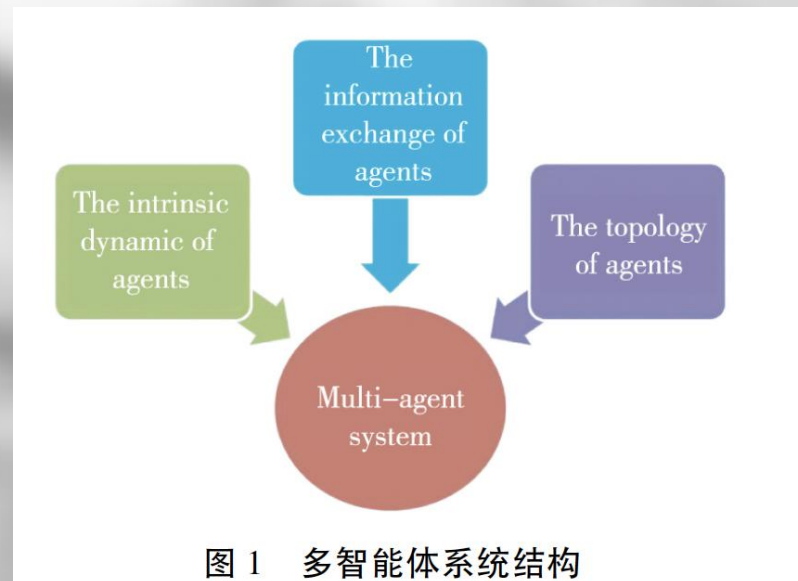 The
information
exchange of
agents
The intrinsic
dynamic of
agents
The topology
of agents
Multi-agent
system
图 1 多智能体系统结构